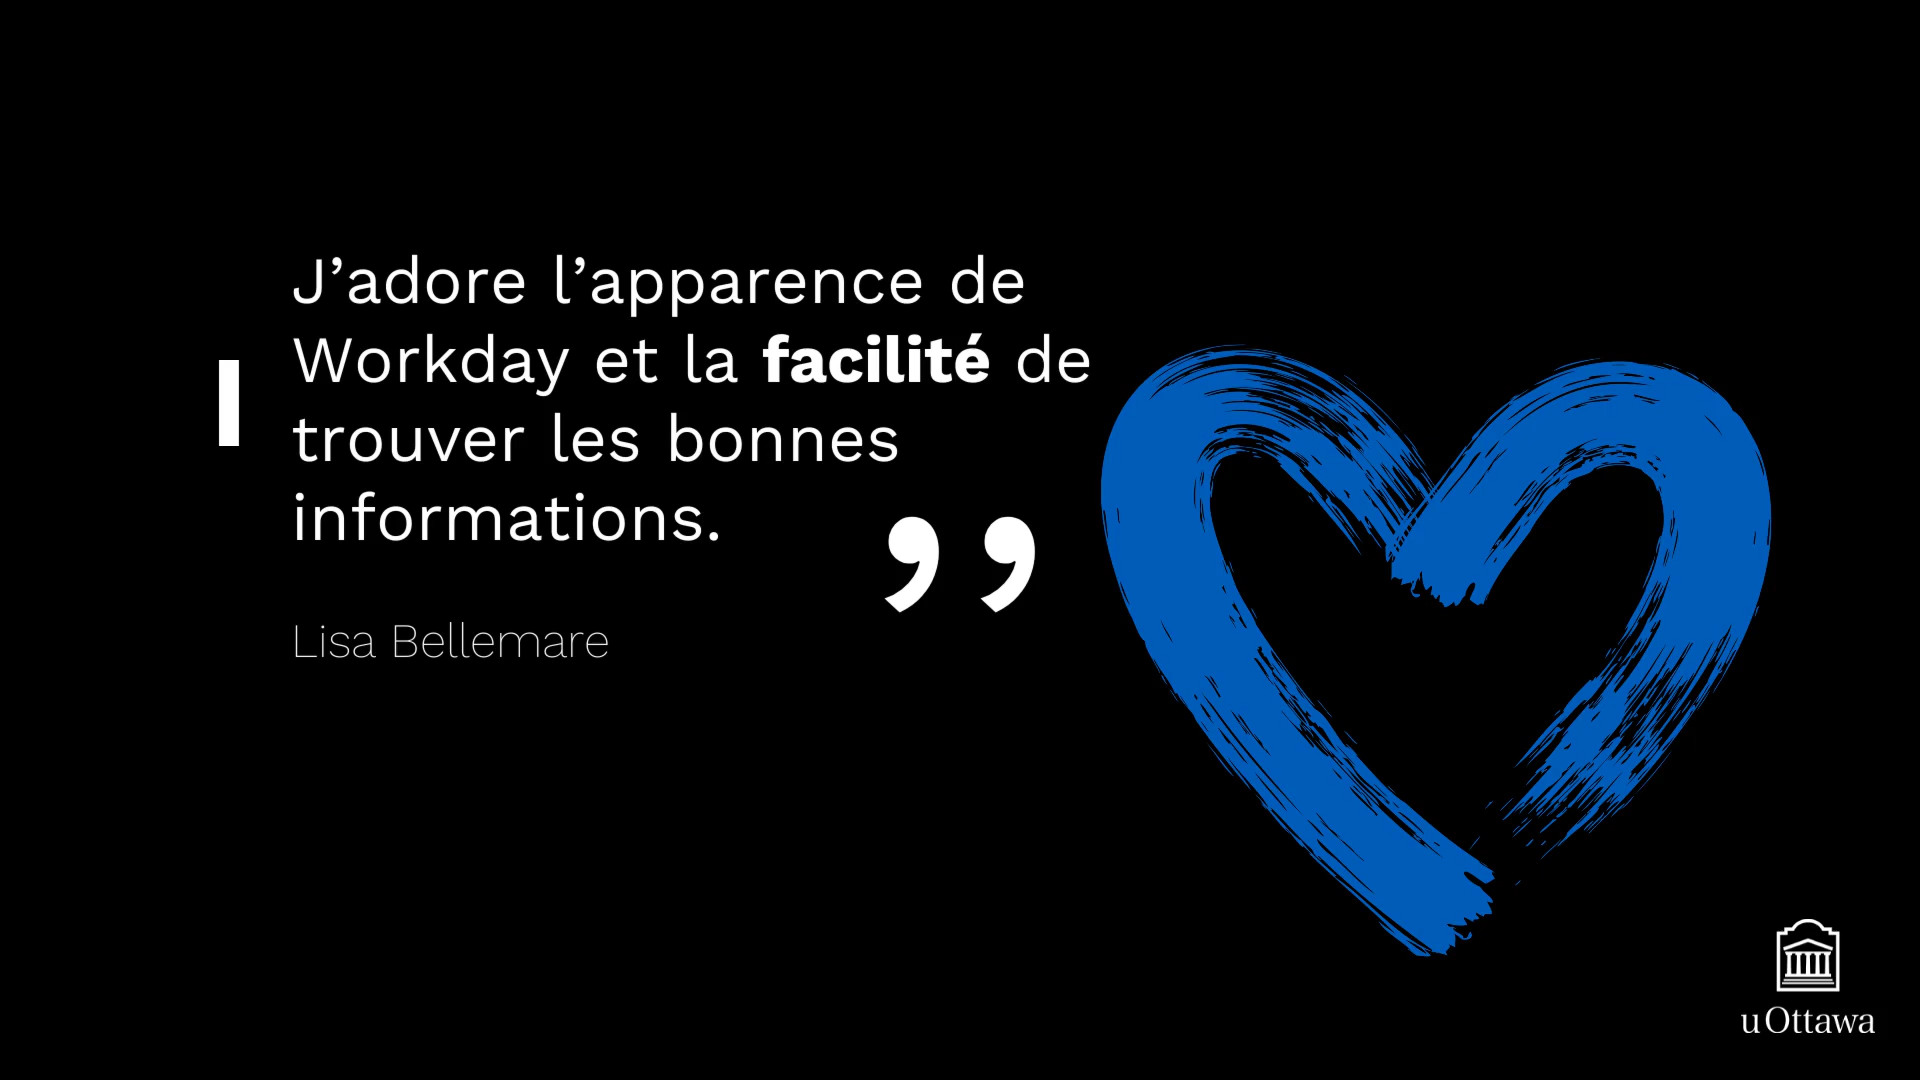 J’adore l’apparence de
Workday et la facilité de
trouver les bonnes
informations.
”
Lisa Bellemare
uOttawa